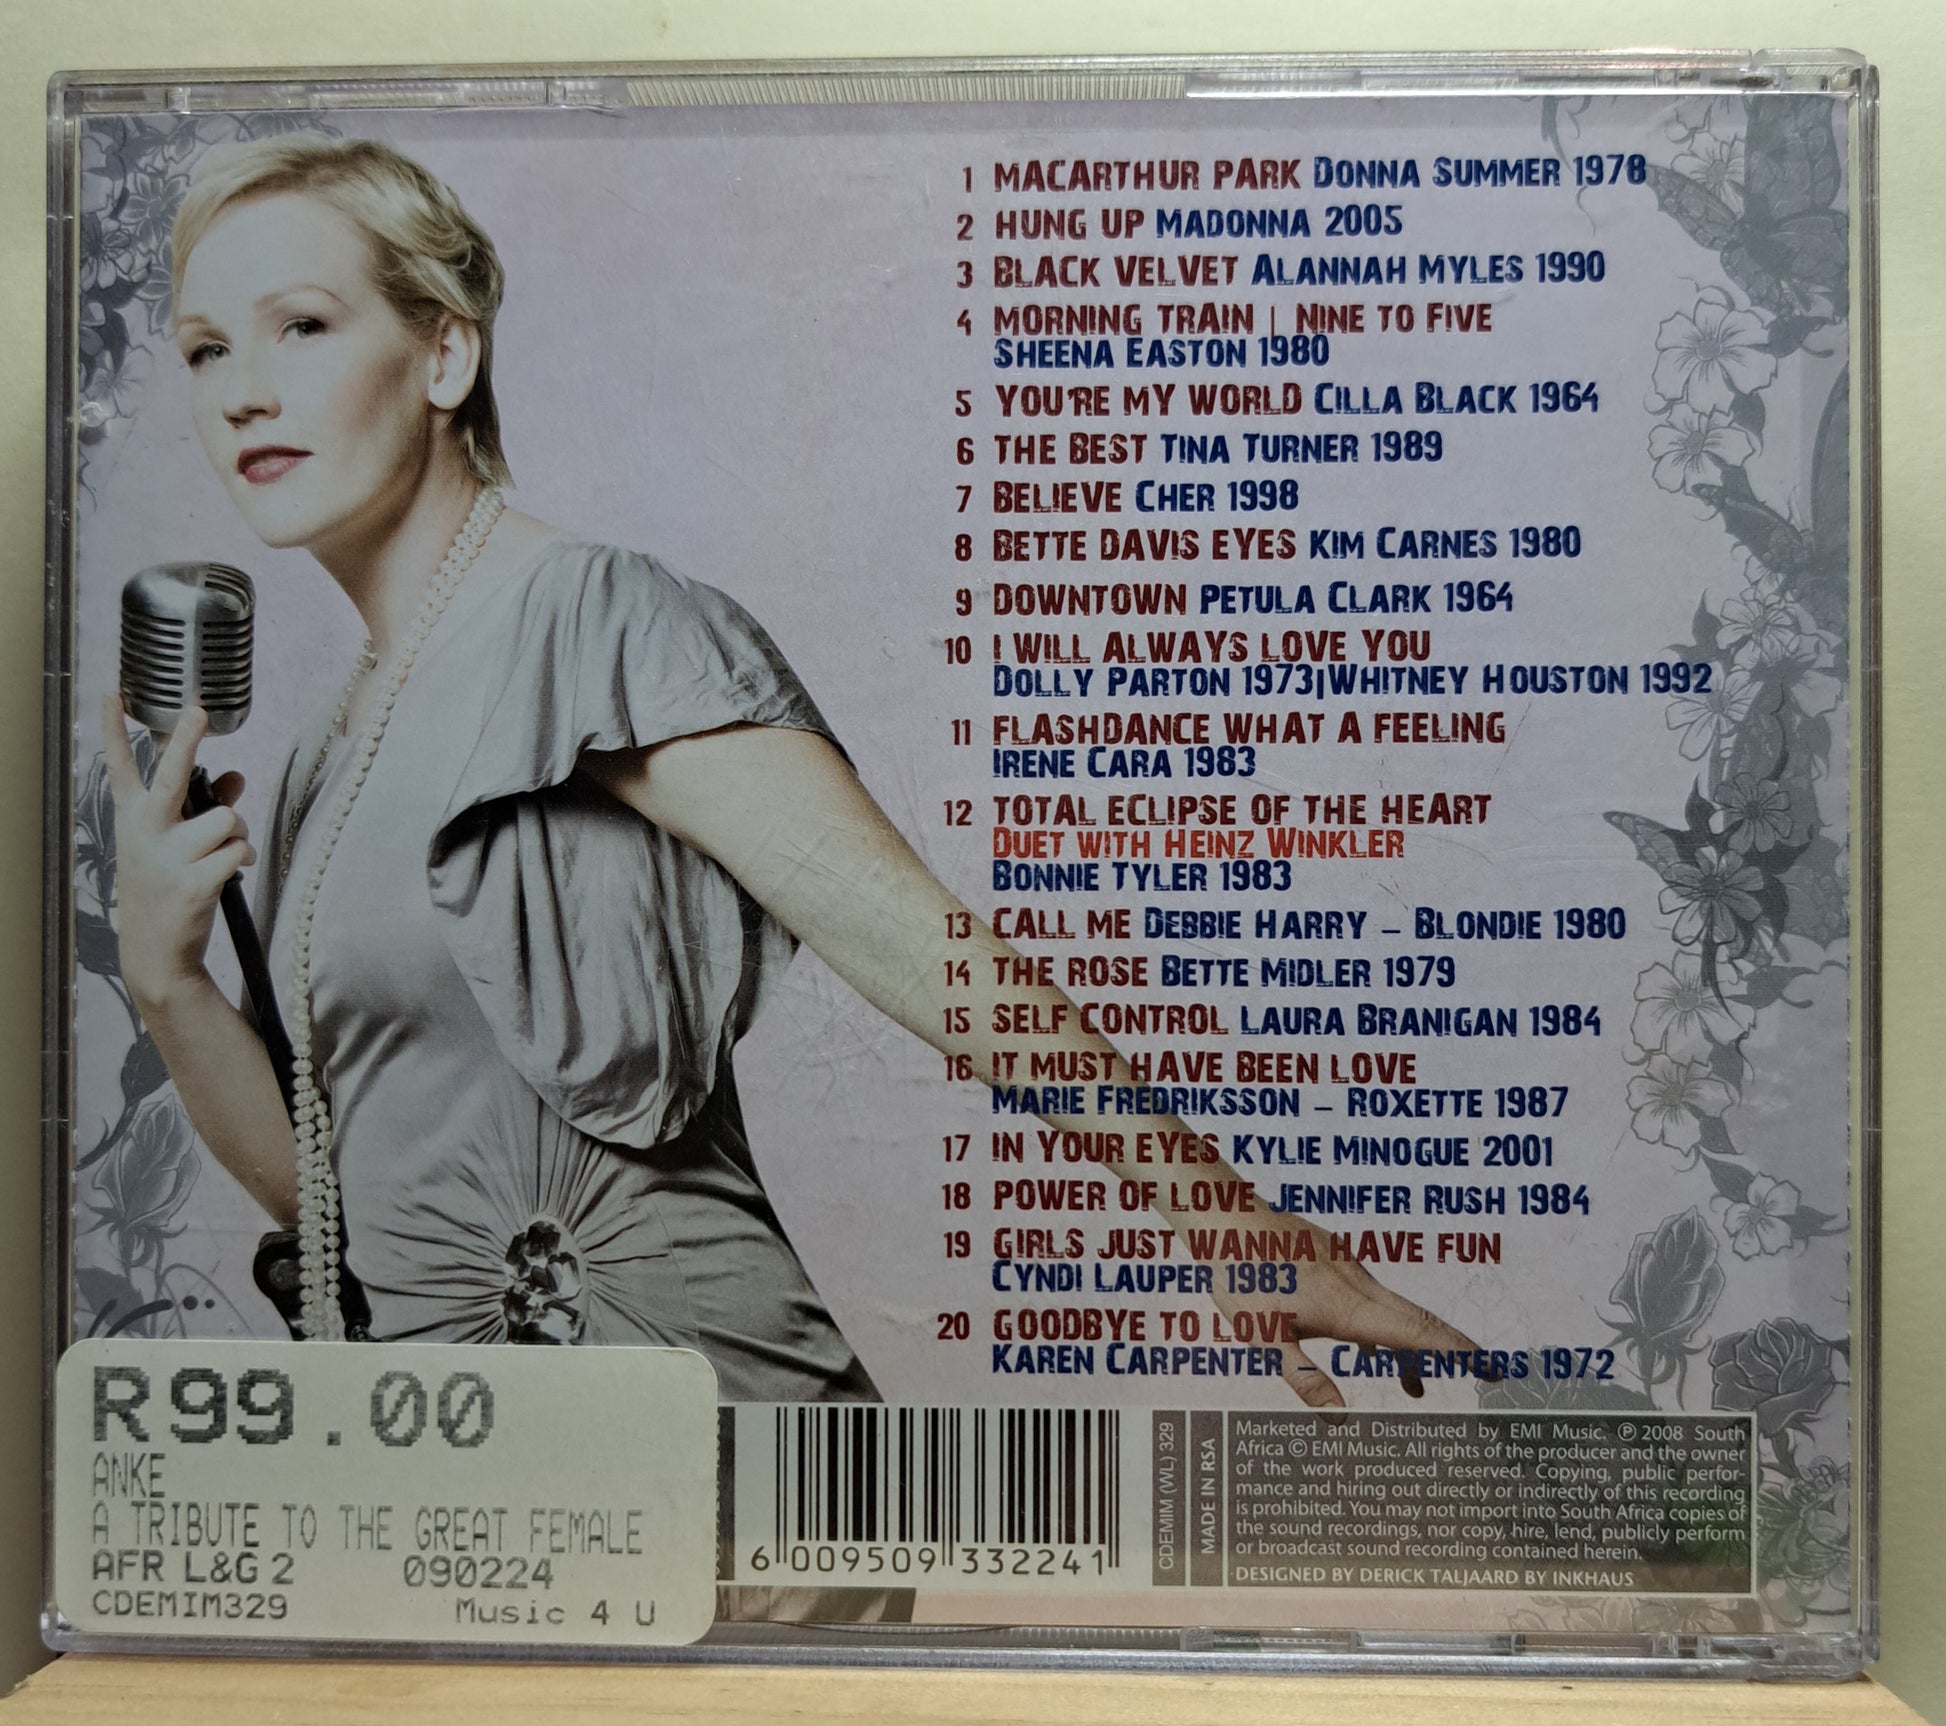 1 MACARTHUR PARK DONNA SUMMER 1978
2 HUNG UP MADONNA 2005
3 BLACK VELVET ALANNAH MYLES 1990
4 MORNING TRAIN | NINE TO FIVE
SHEENA EASTON 1980
5 YOU'RE MY WORLD CILLA BLACK 1964
6 THE BEST TINA TURNER 1989
7 BELIEVE CHER 1998
8 BETTE DAVIS EYES KIM CARNES 1980
9 DOWNTOWN PETULA CLARK 1964
10 I WILL ALWAYS LOVE YOU
DOLLY PARTON 1973|WHITNEY HOUSTON 1992
11 FLASHDANCE WHAT A FEELING
IRENE CARA 1983
12 TOTAL ECLIPSE OF THE HEART
DUET WITH HEINZ WINKLER
BONNIE TYLER 1983
13 CALL ME DEBBIE HARRY – BLONDIE 1980
14 THE ROSE BETTE MIDLER 1979
15 SELF CONTROL LAURA BRANIGAN 1984
16 IT MUST HAVE BEEN LOVE
MARIE FREDRIKSSON – ROXETTE 1987
17 IN YOUR EYES KYLIE MINOGUE 2001
18 POWER OF LOVE JENNIFER RUSH 1984
19 GIRLS JUST WANNA HAVE FUN
CYNDI LAUPER 1983
20 GOODBYE TO LOVE
KAREN CARPENTER – CARPENTERS 1972
R99.00
ANKE
A TRIBUTE TO THE GREAT FEMALE
AFR L&G 2 090224
CDEMIM329 Music 4 U
6 009509 332241
CDEMIM (WL) 329
MADE IN RSA
Marketed and Distributed by EMI Music. ℗ 2008 South
Africa © EMI Music. All rights of the producer and the owner
of the work produced reserved. Copying, public perfor-
mance and hiring out directly or indirectly of this recording
is prohibited. You may not import into South Africa copies of
the sound recordings, nor copy, hire, lend, publicly perform
or broadcast sound recording contained herein.
DESIGNED BY DERICK TALJAARD BY INKHAUS